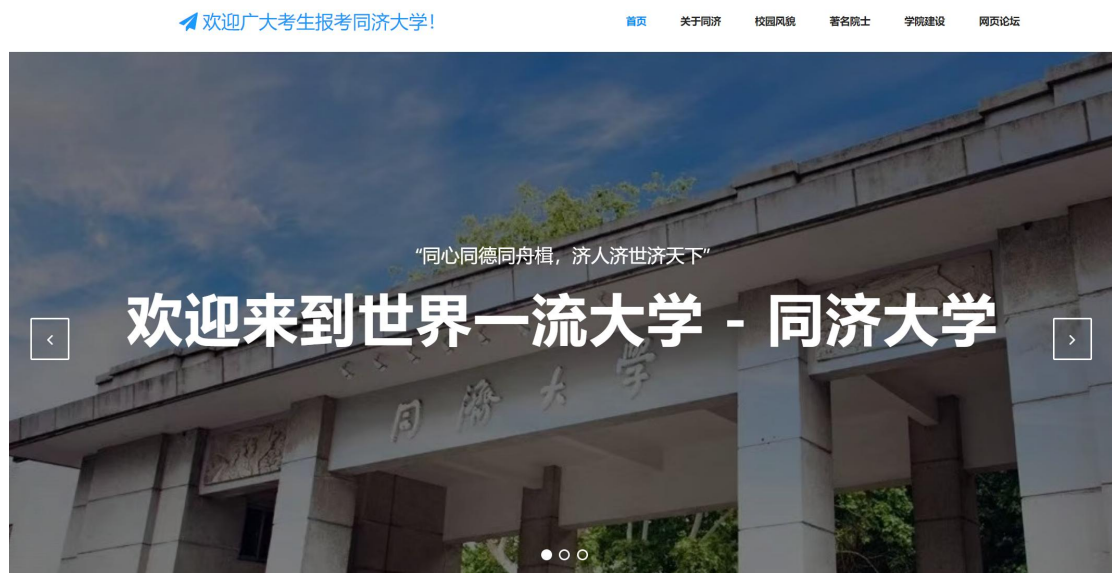 欢迎广大考生报考同济大学！
首页 关于同济 校园风貌 著名院士 学院建设 网页论坛
“同心同德同舟楫，济人济世济天下”
欢迎来到世界一流大学 - 同济大学
同濟大学